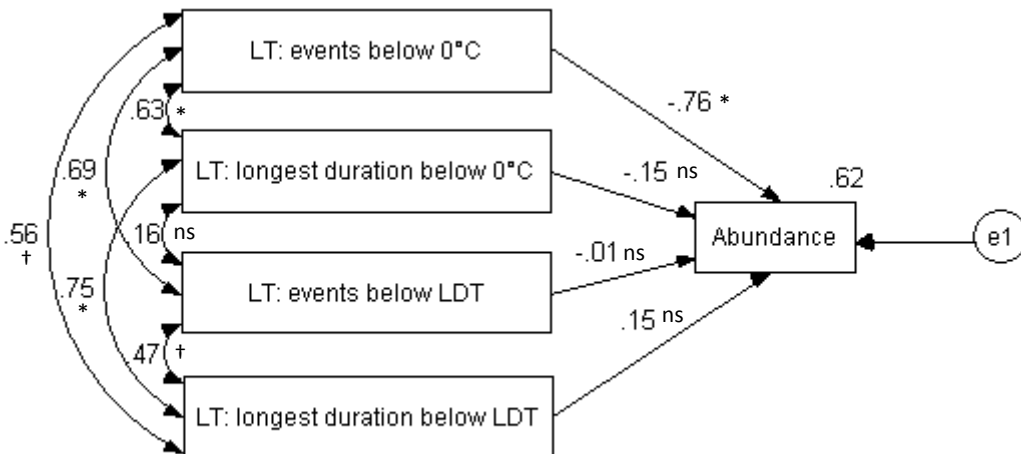 LT: events below 0°C
-.76 *
.63 *
LT: longest duration below 0°C
-.15 ns
.62
.69
*
.56
†
.16 ns
Abundance
e1
-.01 ns
LT: events below LDT
.75
*
.15 ns
.47 †
LT: longest duration below LDT